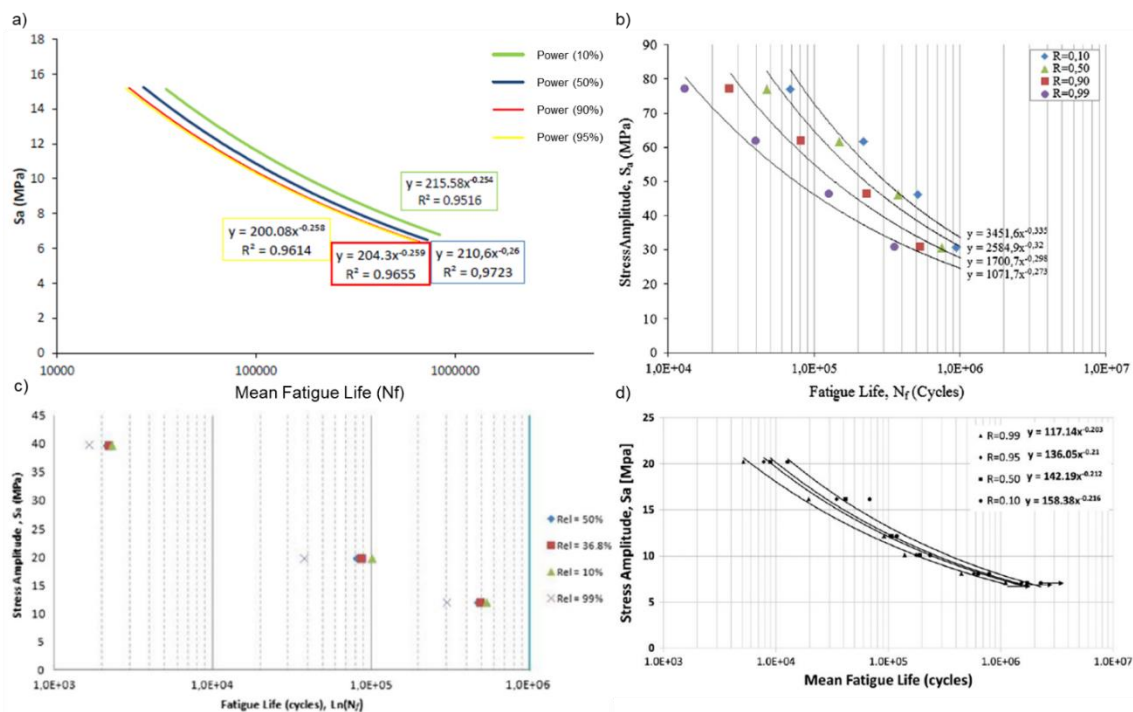 a)
18
16
14
12
10
8
6
4
2
0
Sa (MPa)
Power (10%)
Power (50%)
Power (90%)
Power (95%)
y = 215.58x^-0.254
R² = 0.9516
y = 200.08x^-0.258
R² = 0.9614
y = 204.3x^-0.259
R² = 0.9655
y = 210,6x^-0,26
R² = 0,9723
10000 100000 1000000
Mean Fatigue Life (Nf)
b)
90
80
70
60
50
40
30
20
10
0
StressAmplitude, Sa (MPa)
R=0,10
R=0,50
R=0,90
R=0,99
y = 3451,6x^-0,335
y = 2584,9x^-0,32
y = 1700,7x^-0,298
y = 1071,7x^-0,273
1,0E+04 1,0E+05 1,0E+06 1,0E+07
Fatigue Life, Nf (Cycles)
c)
45
40
35
30
25
20
15
10
5
0
Stress Amplitude , Sa (MPa)
Rel = 50%
Rel = 36.8%
Rel = 10%
Rel = 99%
1,0E+03 1,0E+04 1,0E+05 1,0E+06
Fatigue Life (cycles), Ln(Nf)
d)
25
20
15
10
5
0
Stress Amplitude, Sa [Mpa]
R=0.99 y = 117.14x^-0.203
R=0.95 y = 136.05x^-0.21
R=0.50 y = 142.19x^-0.212
R=0.10 y = 158.38x^-0.216
1.0E+03 1.0E+04 1.0E+05 1.0E+06 1.0E+07
Mean Fatigue Life (cycles)